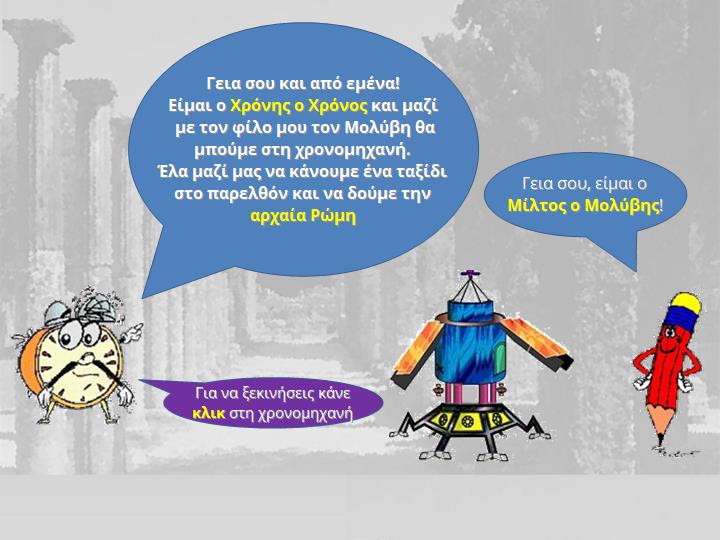 Γεια σου και από εμένα!
Είμαι ο Χρόνης ο Χρόνος και μαζί
με τον φίλο μου τον Μολύβη θα
μπούμε στη χρονομηχανή.
Έλα μαζί μας να κάνουμε ένα ταξίδι
στο παρελθόν και να δούμε την
αρχαία Ρώμη
Γεια σου, είμαι ο
Μίλτος ο Μολύβης!
Για να ξεκινήσεις κάνε
κλικ στη χρονομηχανή